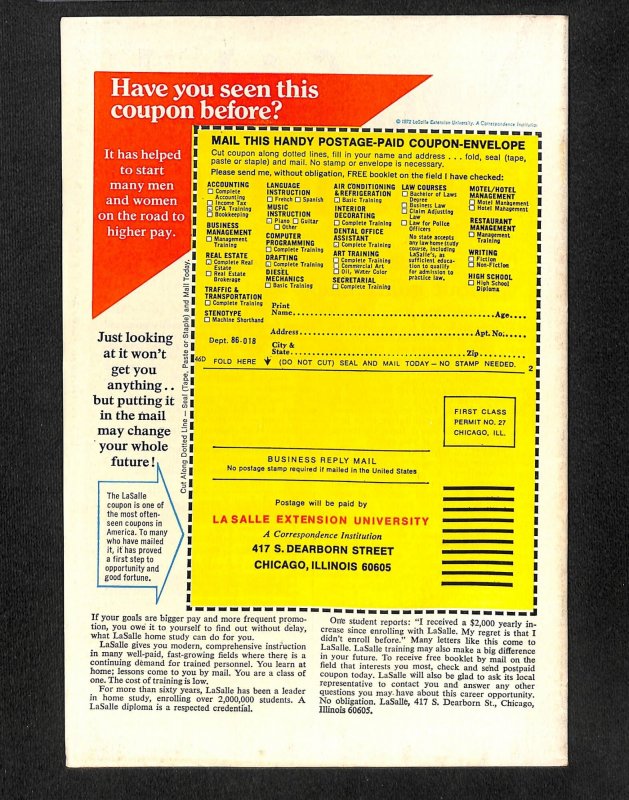 Have you seen this
coupon before?
© 1972 LaSalle Extension University, A Correspondence Institution
It has helped
to start
many men
and women
on the road to
higher pay.
MAIL THIS HANDY POSTAGE-PAID COUPON-ENVELOPE
Cut coupon along dotted lines, fill in your name and address . . . fold, seal (tape,
paste or staple) and mail. No stamp or envelope is necessary.
Please send me, without obligation, FREE booklet on the field I have checked:
ACCOUNTING
Complete
Accounting
Income Tax
CPA Training
Bookkeeping
BUSINESS
MANAGEMENT
Management
Training
REAL ESTATE
Complete Real
Estate
Real Estate
Brokerage
TRAFFIC &
TRANSPORTATION
Complete Training
STENOTYPE
Machine Shorthand
LANGUAGE
INSTRUCTION
French Spanish
MUSIC
INSTRUCTION
Piano Guitar
Other
COMPUTER
PROGRAMMING
Complete Training
DRAFTING
Complete Training
DIESEL
MECHANICS
Basic Training
AIR CONDITIONING
& REFRIGERATION
Basic Training
INTERIOR
DECORATING
Complete Training
DENTAL OFFICE
ASSISTANT
Complete Training
ART TRAINING
Complete Training
Commercial Art
Oil, Water Color
SECRETARIAL
Complete Training
LAW COURSES
Bachelor of Laws
Degree
Business Law
Claim Adjusting
Law
Law for Police
Officers
No state accepts
any law home study
course, including
LaSalle's, as
sufficient educa-
tion to qualify
for admission to
practice law.
MOTEL/HOTEL
MANAGEMENT
Motel Management
Hotel Management
RESTAURANT
MANAGEMENT
Management
Training
WRITING
Fiction
Non-Fiction
HIGH SCHOOL
High School
Diploma
Print
Name Age
Address Apt. No.
Dept. 86-018
City &
State Zip
46D FOLD HERE (DO NOT CUT) SEAL AND MAIL TODAY — NO STAMP NEEDED. 2
Cut Along Dotted Line — Seal (Tape, Paste or Staple) and Mail Today.
Just looking
at it won't
get you
anything . .
but putting it
in the mail
may change
your whole
future!
The LaSalle
coupon is one of
the most often-
seen coupons in
America. To many
who have mailed
it, it has proved
a first step to
opportunity and
good fortune.
FIRST CLASS
PERMIT NO. 27
CHICAGO, ILL.
BUSINESS REPLY MAIL
No postage stamp required if mailed in the United States
Postage will be paid by
LA SALLE EXTENSION UNIVERSITY
A Correspondence Institution
417 S. DEARBORN STREET
CHICAGO, ILLINOIS 60605
If your goals are bigger pay and more frequent promo-
tion, you owe it to yourself to find out without delay,
what LaSalle home study can do for you.
LaSalle gives you modern, comprehensive instruction
in many well-paid, fast-growing fields where there is a
continuing demand for trained personnel. You learn at
home; lessons come to you by mail. You are a class of
one. The cost of training is low.
For more than sixty years, LaSalle has been a leader
in home study, enrolling over 2,000,000 students. A
LaSalle diploma is a respected credential.
One student reports: "I received a $2,000 yearly in-
crease since enrolling with LaSalle. My regret is that I
didn't enroll before." Many letters like this come to
LaSalle. LaSalle training may also make a big difference
in your future. To receive free booklet by mail on the
field that interests you most, check and send postpaid
coupon today. LaSalle will also be glad to ask its local
representative to contact you and answer any other
questions you may have about this career opportunity.
No obligation. LaSalle, 417 S. Dearborn St., Chicago,
Illinois 60605.